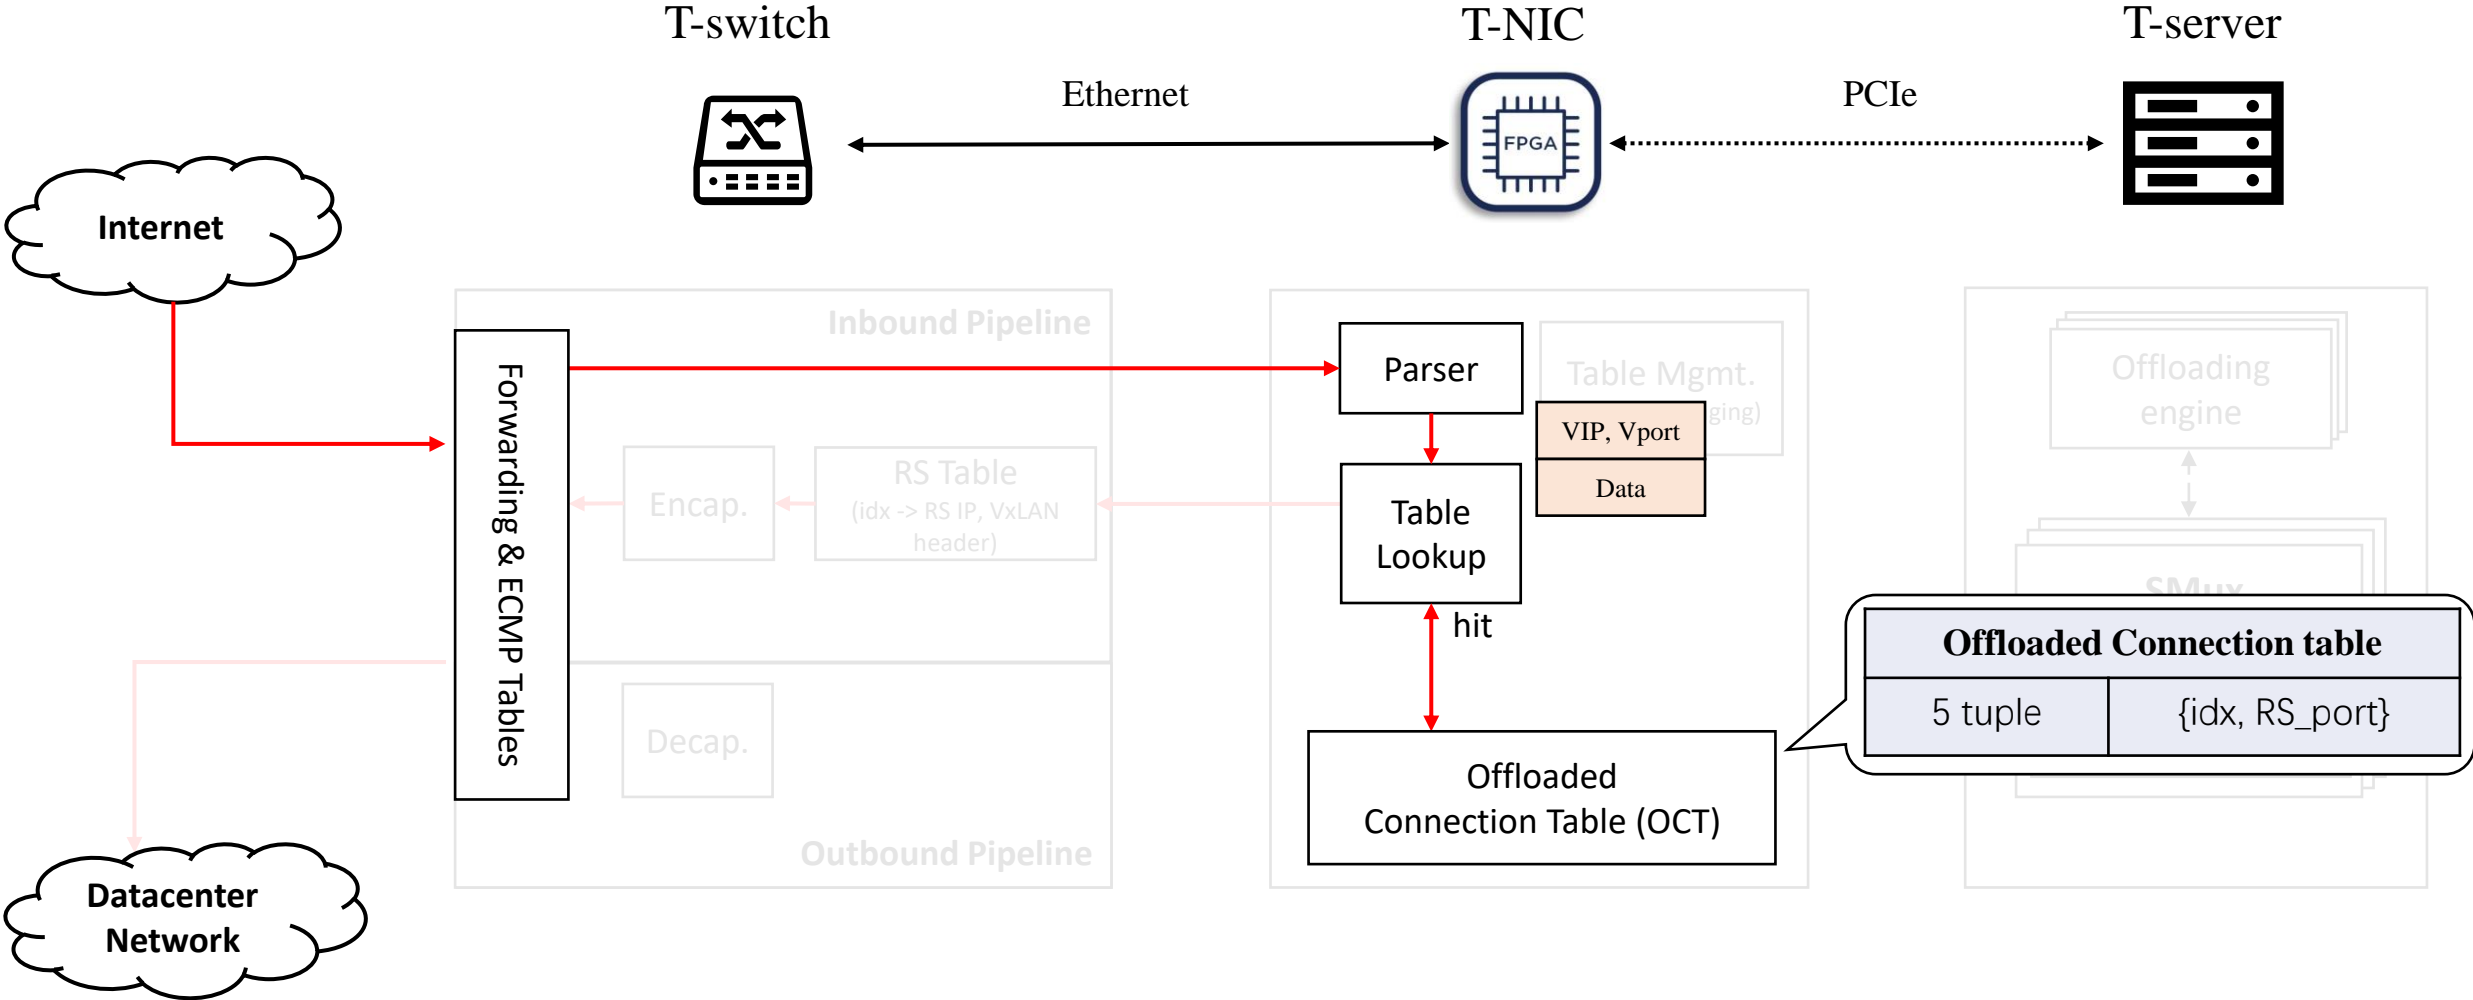 T-switch
T-NIC
T-server
Ethernet
PCIe
FPGA
Internet
Inbound Pipeline
Forwarding & ECMP Tables
Parser
Table Mgmt.
ging)
VIP, Vport
Data
Offloading
engine
Encap.
RS Table
(idx -> RS IP, VxLAN
header)
Table
Lookup
SMux
hit
Offloaded Connection table
5 tuple
{idx, RS_port}
Decap.
Offloaded
Connection Table (OCT)
Outbound Pipeline
Datacenter
Network